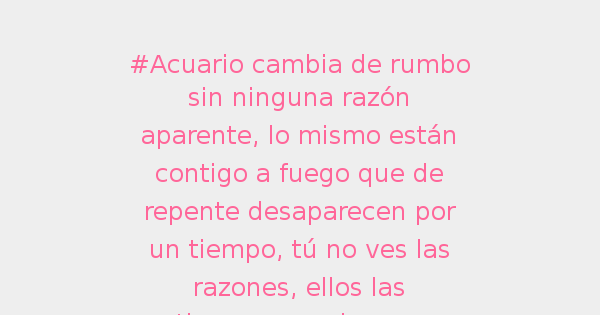 #Acuario cambia de rumbo
sin ninguna razón
aparente, lo mismo están
contigo a fuego que de
repente desaparecen por
un tiempo, tú no ves las
razones, ellos las